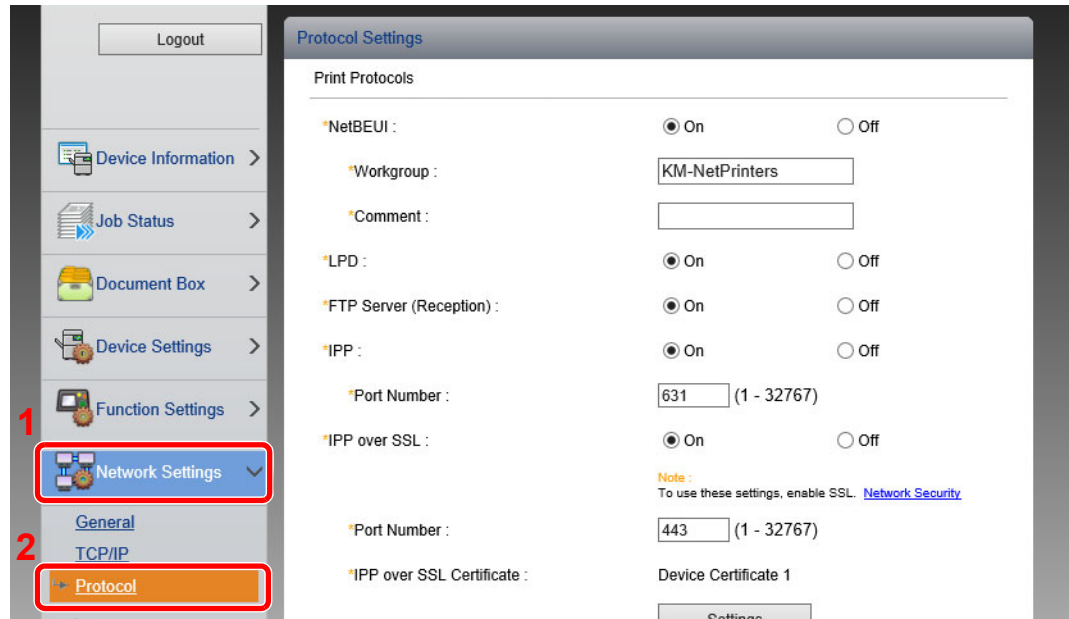 Logout
Protocol Settings
Print Protocols
*NetBEUI : On Off
*Workgroup : KM-NetPrinters
*Comment :
*LPD : On Off
*FTP Server (Reception) : On Off
*IPP : On Off
*Port Number : 631 (1 - 32767)
*IPP over SSL : On Off
Note :
To use these settings, enable SSL. Network Security
*Port Number : 443 (1 - 32767)
*IPP over SSL Certificate : Device Certificate 1
Settings
Device Information
Job Status
Document Box
Device Settings
Function Settings
1
Network Settings
General
2
TCP/IP
Protocol